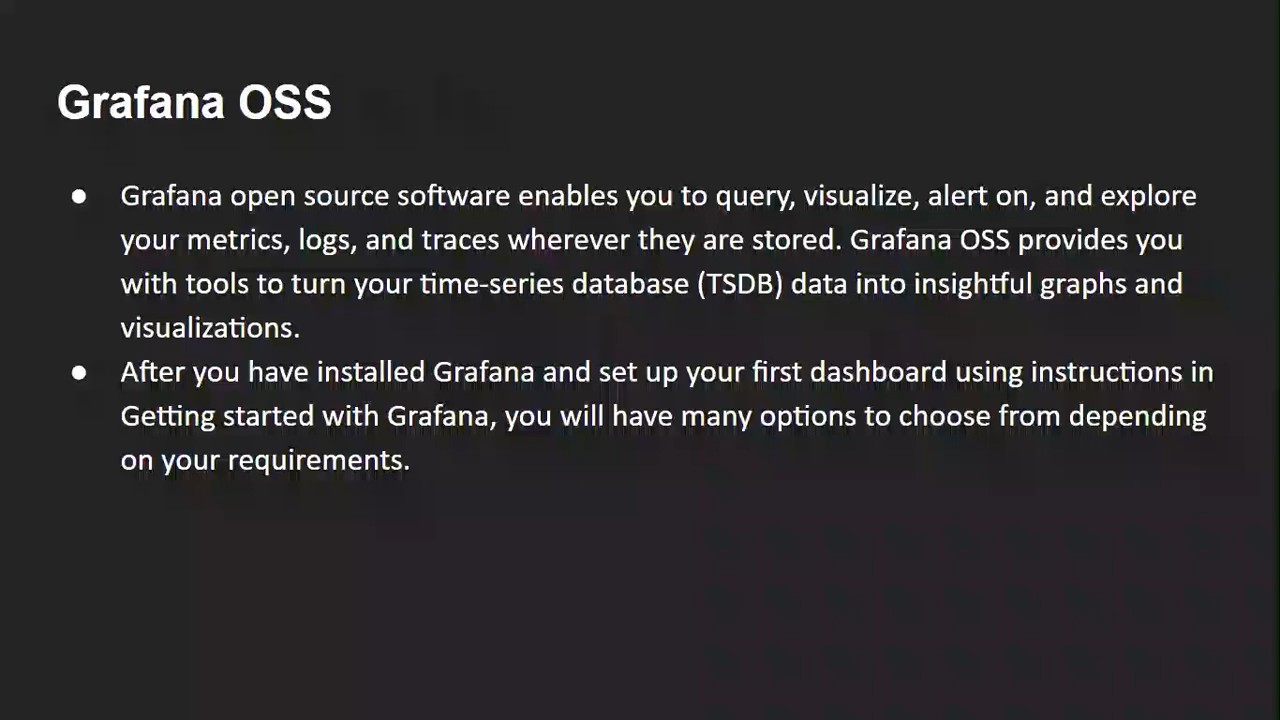 Grafana OSS
● Grafana open source software enables you to query, visualize, alert on, and explore
your metrics, logs, and traces wherever they are stored. Grafana OSS provides you
with tools to turn your time-series database (TSDB) data into insightful graphs and
visualizations.
● After you have installed Grafana and set up your first dashboard using instructions in
Getting started with Grafana, you will have many options to choose from depending
on your requirements.